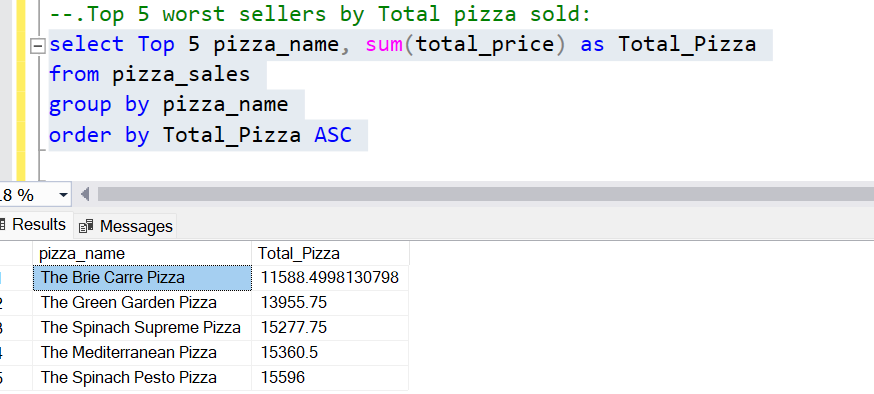 --.Top 5 worst sellers by Total pizza sold:
select Top 5 pizza_name, sum(total_price) as Total_Pizza
from pizza_sales
group by pizza_name
order by Total_Pizza ASC
.8 %
Results Messages
pizza_name Total_Pizza
The Brie Carre Pizza 11588.4998130798
2 The Green Garden Pizza 13955.75
3 The Spinach Supreme Pizza 15277.75
The Mediterranean Pizza 15360.5
5 The Spinach Pesto Pizza 15596